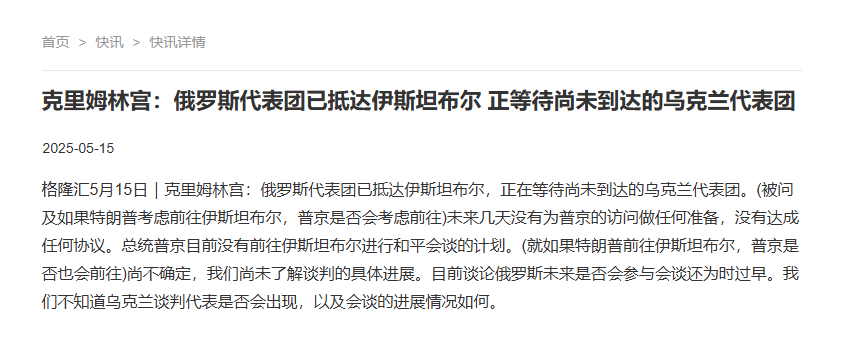 首页 > 快讯 > 快讯详情
克里姆林宫：俄罗斯代表团已抵达伊斯坦布尔 正等待尚未到达的乌克兰代表团
2025-05-15
格隆汇5月15日｜克里姆林宫：俄罗斯代表团已抵达伊斯坦布尔，正在等待尚未到达的乌克兰代表团。(被问
及如果特朗普考虑前往伊斯坦布尔，普京是否会考虑前往)未来几天没有为普京的访问做任何准备，没有达成
任何协议。总统普京目前没有前往伊斯坦布尔进行和平会谈的计划。(就如果特朗普前往伊斯坦布尔，普京是
否也会前往)尚不确定，我们尚未了解谈判的具体进展。目前谈论俄罗斯未来是否会参与会谈还为时过早。我
们不知道乌克兰谈判代表是否会出现，以及会谈的进展情况如何。